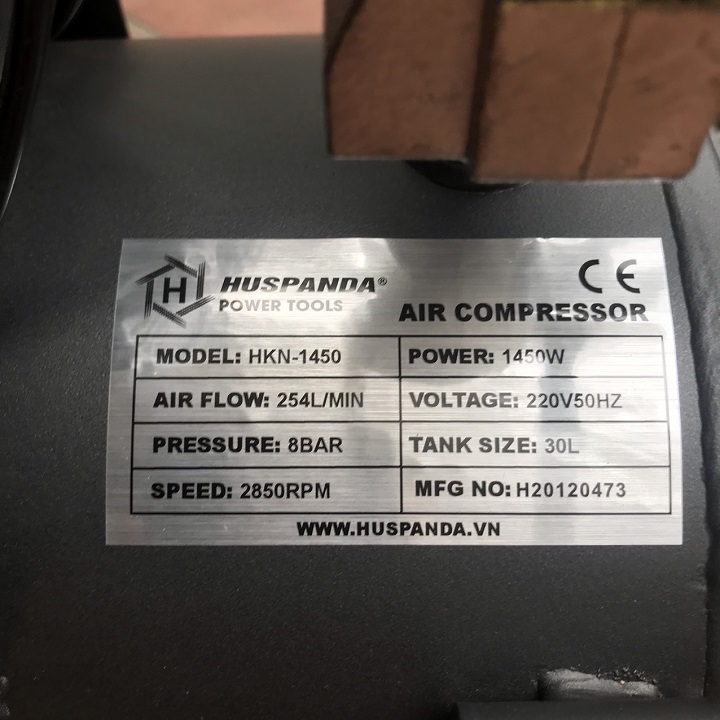 H HUSPANDA®
POWER TOOLS
CE
AIR COMPRESSOR
MODEL: HKN-1450 POWER: 1450W
AIR FLOW: 254L/MIN VOLTAGE: 220V50HZ
PRESSURE: 8BAR TANK SIZE: 30L
SPEED: 2850RPM MFG NO: H20120473
WWW.HUSPANDA.VN